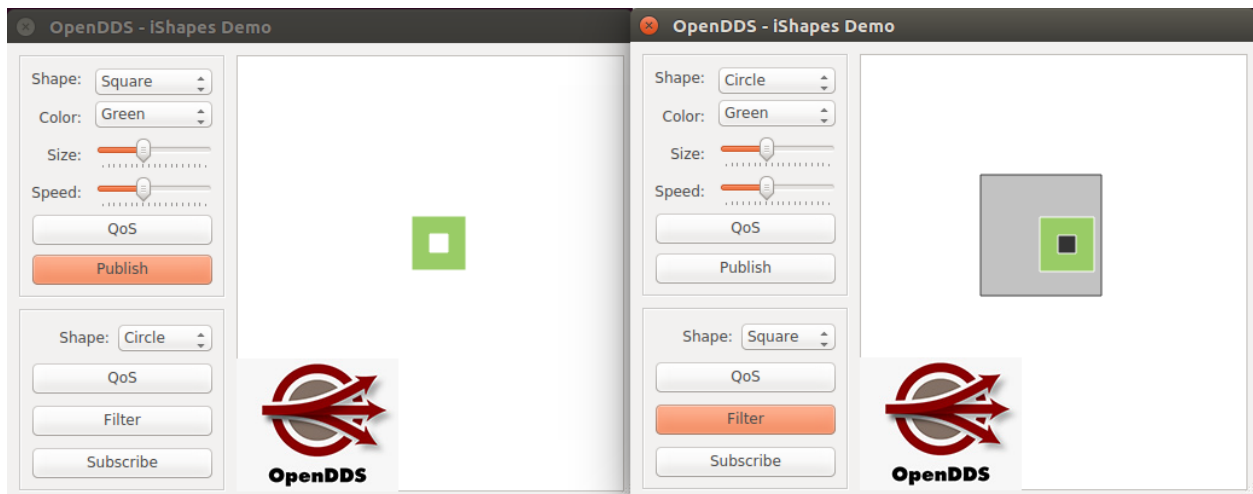 OpenDDS - iShapes Demo
Shape: Square
Color: Green
Size:
Speed:
QoS
Publish
Shape: Circle
QoS
Filter
Subscribe
OpenDDS
OpenDDS - iShapes Demo
Shape: Circle
Color: Green
Size:
Speed:
QoS
Publish
Shape: Square
QoS
Filter
Subscribe
OpenDDS